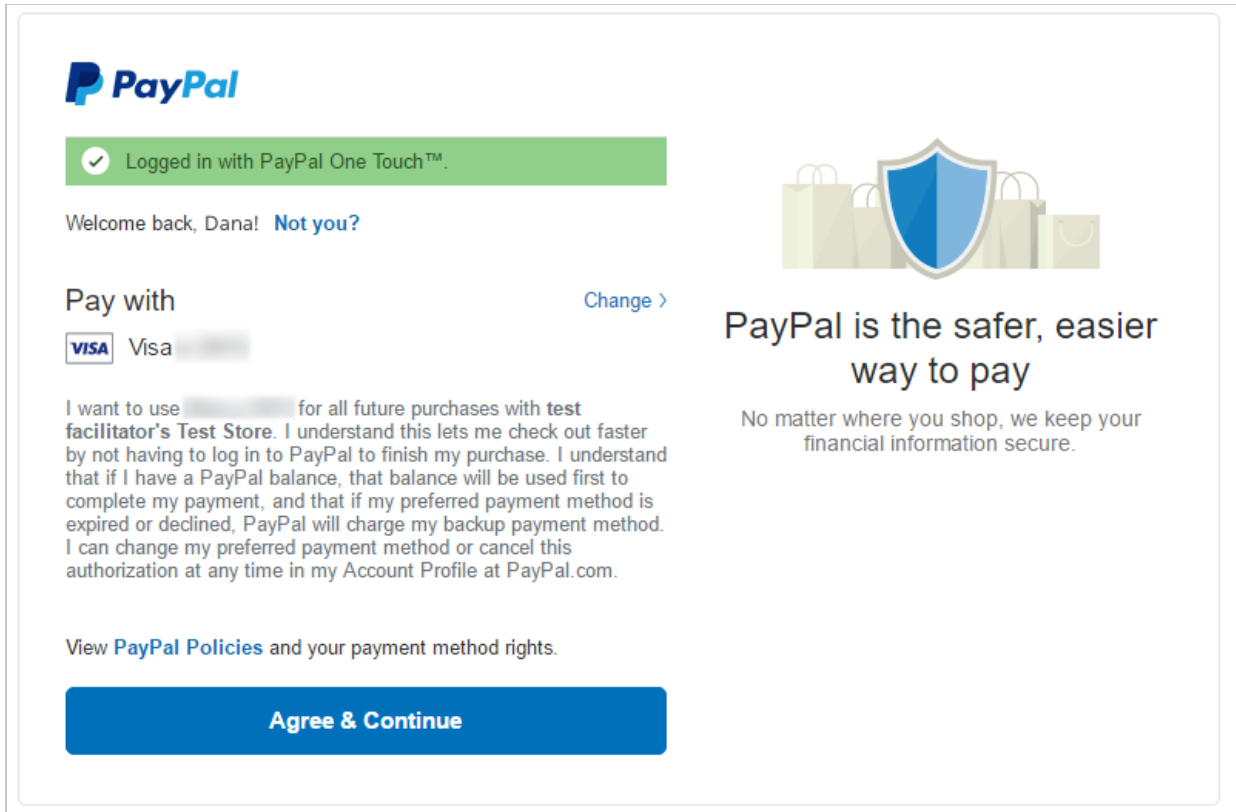 PayPal
Logged in with PayPal One Touch™.
Welcome back, Dana! Not you?
Pay with
Change >
VISA Visa
I want to use for all future purchases with test
facilitator's Test Store. I understand this lets me check out faster
by not having to log in to PayPal to finish my purchase. I understand
that if I have a PayPal balance, that balance will be used first to
complete my payment, and that if my preferred payment method is
expired or declined, PayPal will charge my backup payment method.
I can change my preferred payment method or cancel this
authorization at any time in my Account Profile at PayPal.com.
View PayPal Policies and your payment method rights.
Agree & Continue
PayPal is the safer, easier
way to pay
No matter where you shop, we keep your
financial information secure.